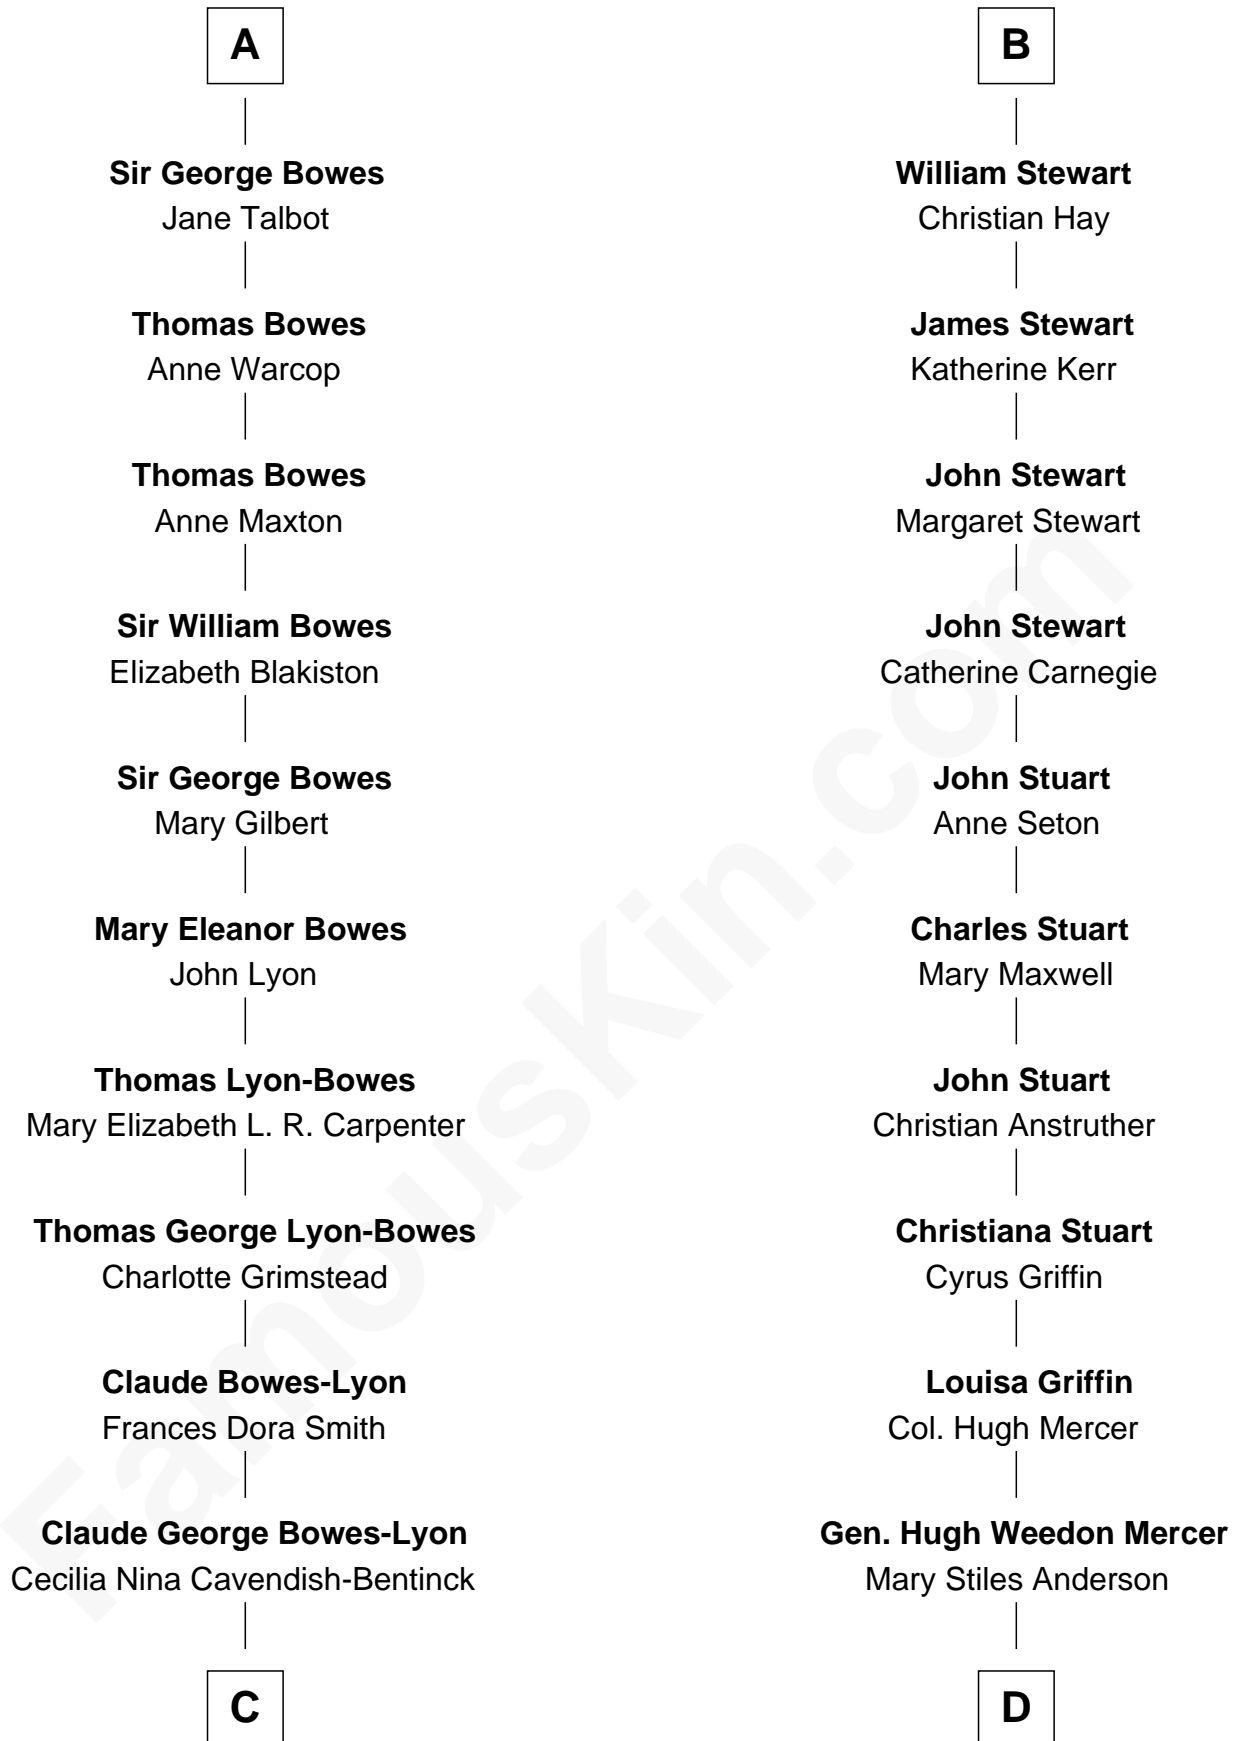 A
Sir George Bowes
Jane Talbot
Thomas Bowes
Anne Warcop
Thomas Bowes
Anne Maxton
Sir William Bowes
Elizabeth Blakiston
Sir George Bowes
Mary Gilbert
Mary Eleanor Bowes
John Lyon
Thomas Lyon-Bowes
Mary Elizabeth L. R. Carpenter
Thomas George Lyon-Bowes
Charlotte Grimstead
Claude Bowes-Lyon
Frances Dora Smith
Claude George Bowes-Lyon
Cecilia Nina Cavendish-Bentinck
C
B
William Stewart
Christian Hay
James Stewart
Katherine Kerr
John Stewart
Margaret Stewart
John Stewart
Catherine Carnegie
John Stuart
Anne Seton
Charles Stuart
Mary Maxwell
John Stuart
Christian Anstruther
Christiana Stuart
Cyrus Griffin
Louisa Griffin
Col. Hugh Mercer
Gen. Hugh Weedon Mercer
Mary Stiles Anderson
D
FamousKin.com